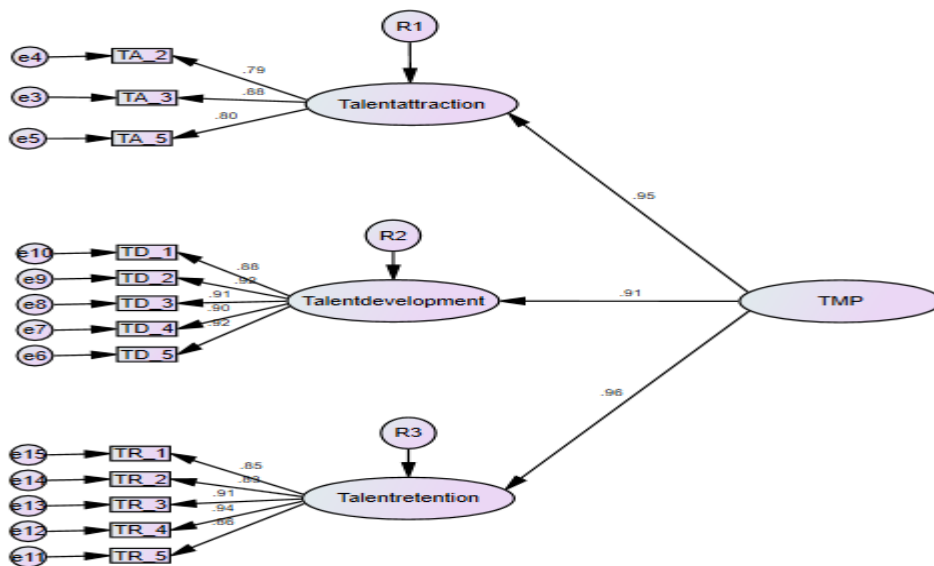 R1
e4 TA_2
.79
e3 TA_3 .88 Talentattraction
.80
e5 TA_5
.95
R2
e10 TD_1
.88
e9 TD_2 .92
e8 TD_3 .91 Talentdevelopment .91 TMP
e7 TD_4 .90
e6 TD_5 .92
.96
R3
e15 TR_1
.85
e14 TR_2
e13 TR_3 .91 Talentretention
e12 TR_4 .94
e11 TR_5